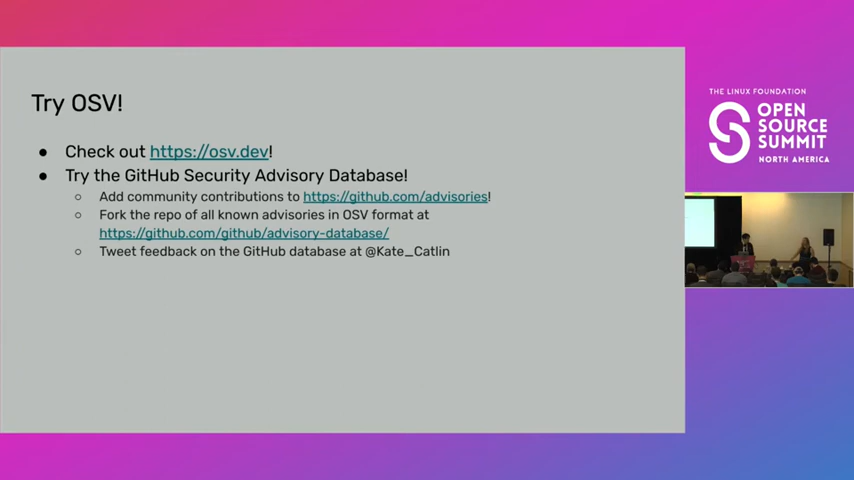 Try OSV!
● Check out https://osv.dev!
● Try the GitHub Security Advisory Database!
○ Add community contributions to https://github.com/advisories!
○ Fork the repo of all known advisories in OSV format at
https://github.com/github/advisory-database/
○ Tweet feedback on the GitHub database at @Kate_Catlin
THE LINUX FOUNDATION
OPEN
SOURCE
SUMMIT
NORTH AMERICA